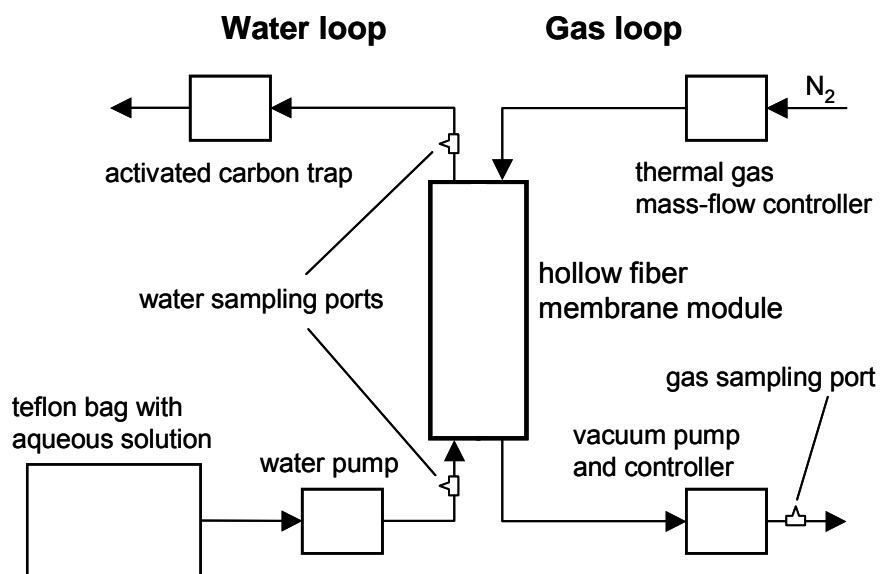 Water loop
Gas loop
N2
activated carbon trap
thermal gas
mass-flow controller
hollow fiber
membrane module
water sampling ports
gas sampling port
teflon bag with
aqueous solution
water pump
vacuum pump
and controller